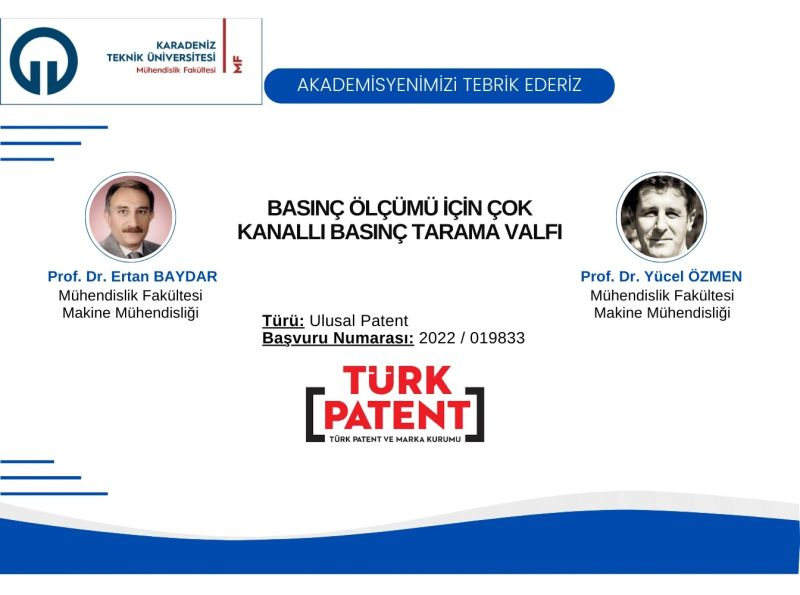 KARADENİZ
TEKNİK ÜNİVERSİTESİ
Mühendislik Fakültesi
MF
AKADEMİSYENİMİZi TEBRİK EDERİZ
BASINÇ ÖLÇÜMÜ İÇİN ÇOK
KANALLI BASINÇ TARAMA VALFI
Prof. Dr. Ertan BAYDAR
Mühendislik Fakültesi
Makine Mühendisliği
Prof. Dr. Yücel ÖZMEN
Mühendislik Fakültesi
Makine Mühendisliği
Türü: Ulusal Patent
Başvuru Numarası: 2022 / 019833
TÜRK
PATENT
TÜRK PATENT VE MARKA KURUMU